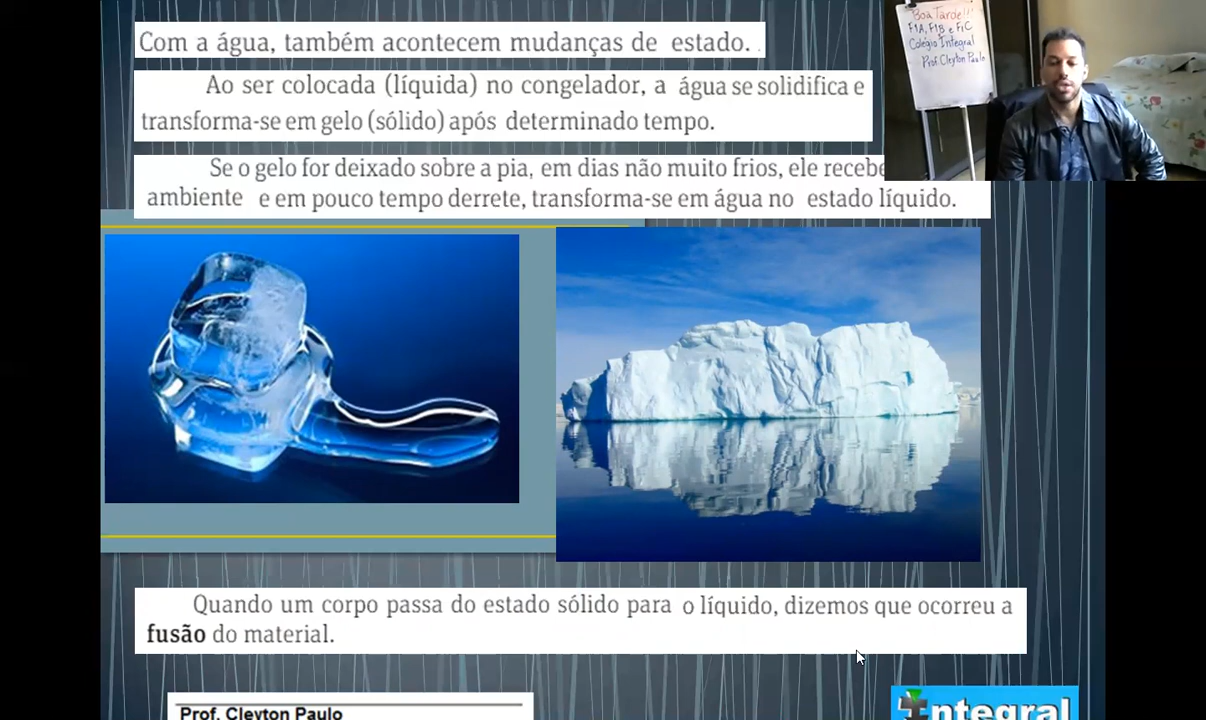 Com a água, também acontecem mudanças de estado.
Ao ser colocada (líquida) no congelador, a água se solidifica e
transforma-se em gelo (sólido) após determinado tempo.
Se o gelo for deixado sobre a pia, em dias não muito frios, ele recebe
ambiente e em pouco tempo derrete, transforma-se em água no estado líquido.
Boa Tarde!!!
F1A, F1B e F1C
Colégio Integral
Prof. Cleyton Paulo
Quando um corpo passa do estado sólido para o líquido, dizemos que ocorreu a
fusão do material.
Prof. Cleyton Paulo
Integral